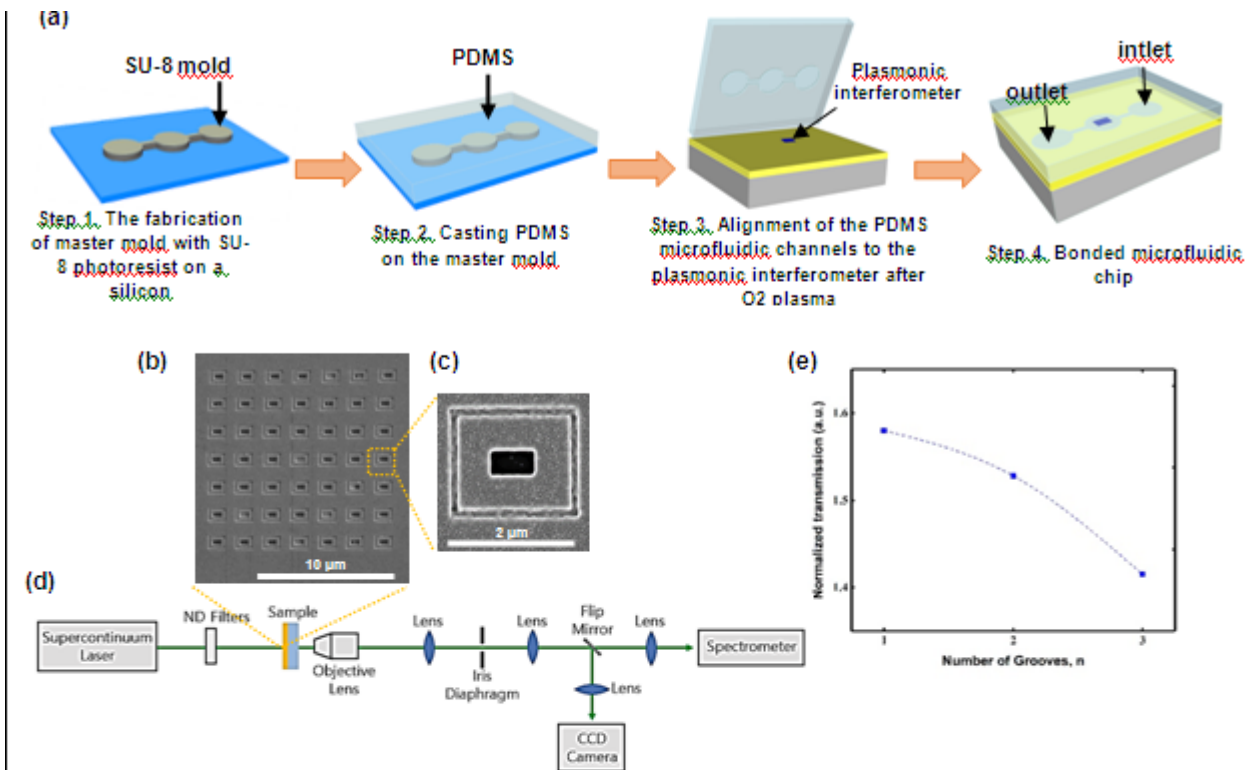 (a)
SU-8 mold
PDMS
Plasmonic
interferometer
intlet
outlet
Step 1. The fabrication
of master mold with SU-
8 photoresist on a
silicon
Step 2. Casting PDMS
on the master mold
Step 3. Alignment of the PDMS
microfluidic channels to the
plasmonic interferometer after
O2 plasma
Step 4. Bonded microfluidic
chip
(b)
10 µm
(c)
2 µm
(d)
Supercontinuum
Laser
ND Filters
Sample
Objective
Lens
Lens
Iris
Diaphragm
Lens
Flip
Mirror
Lens
Spectrometer
Lens
CCD
Camera
(e)
Normalized transmission (a.u.)
1.6
1.5
1.4
1
2
3
Number of Grooves, n